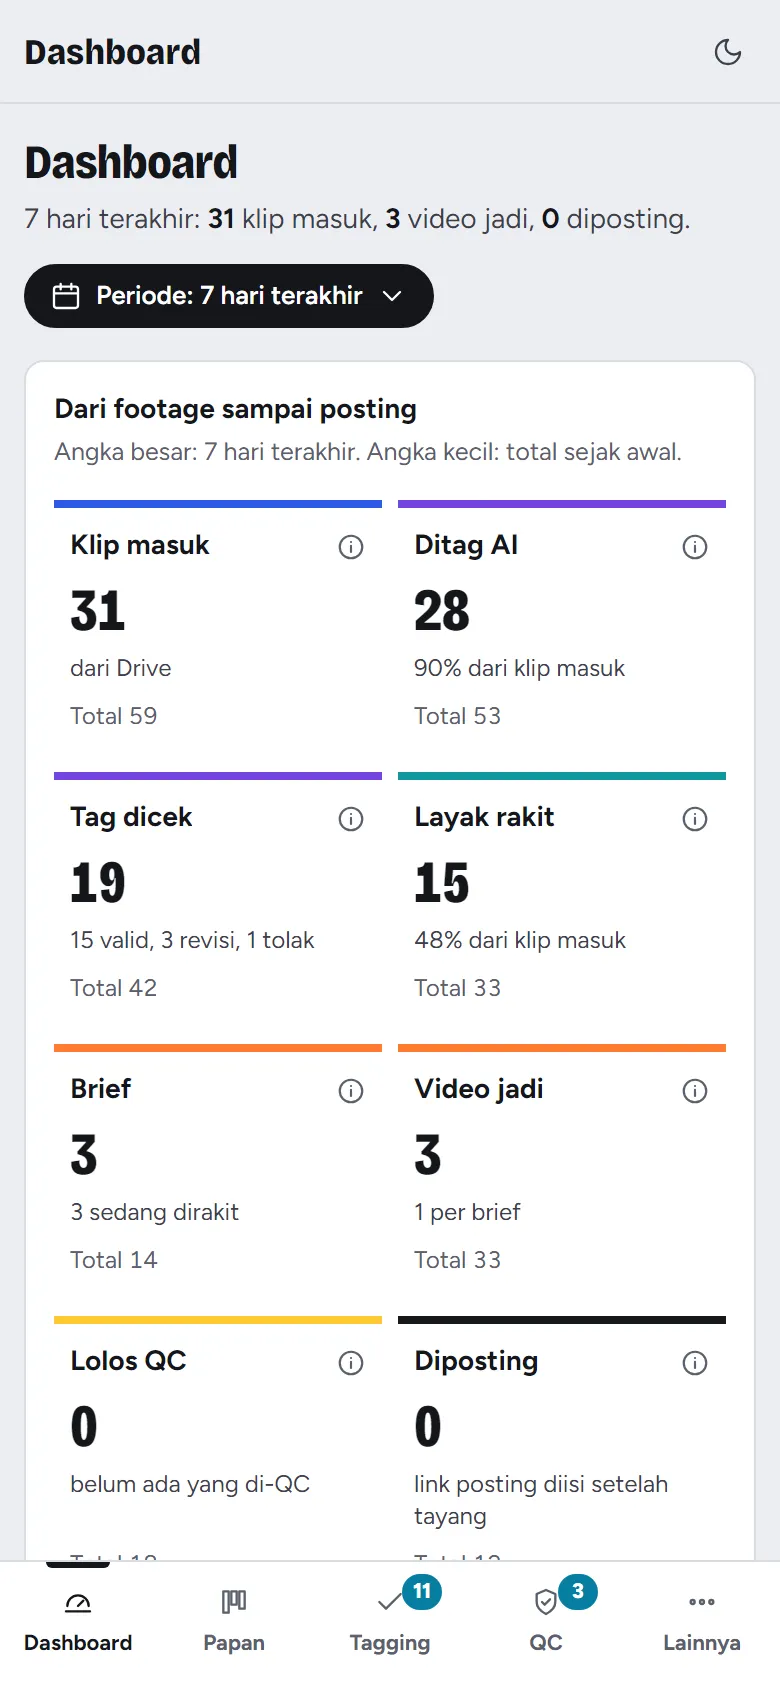 Dashboard
Dashboard
7 hari terakhir: 31 klip masuk, 3 video jadi, 0 diposting.
Periode: 7 hari terakhir
Dari footage sampai posting
Angka besar: 7 hari terakhir. Angka kecil: total sejak awal.
Klip masuk
31
dari Drive
Total 59
Ditag AI
28
90% dari klip masuk
Total 53
Tag dicek
19
15 valid, 3 revisi, 1 tolak
Total 42
Layak rakit
15
48% dari klip masuk
Total 33
Brief
3
3 sedang dirakit
Total 14
Video jadi
3
1 per brief
Total 33
Lolos QC
0
belum ada yang di-QC
Diposting
0
link posting diisi setelah
tayang
Dashboard
Papan
11
Tagging
3
QC
Lainnya